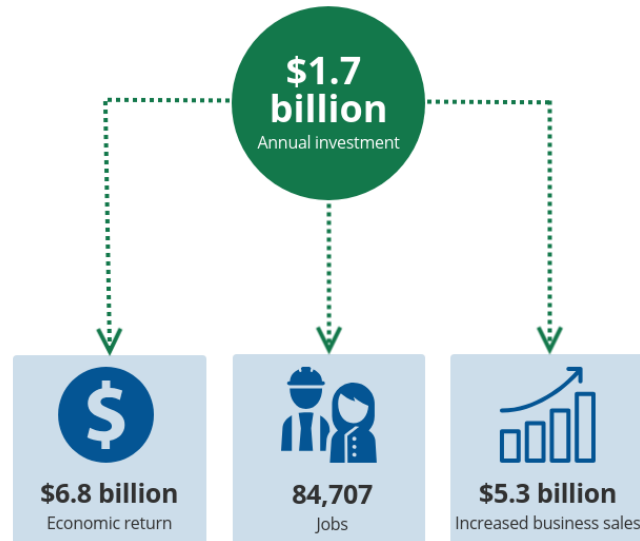 $1.7
billion
Annual investment
$
$6.8 billion
Economic return
84,707
Jobs
$5.3 billion
Increased business sales